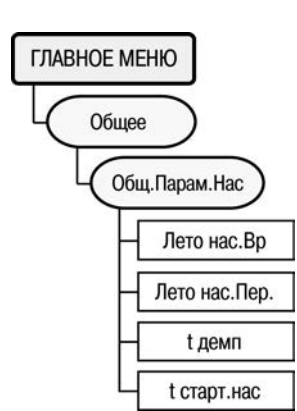 ГЛАВНОЕ МЕНЮ
Общее
Общ.Парам.Нас
Лето нас.Вр
Лето нас.Пер.
t демп
t старт.нас